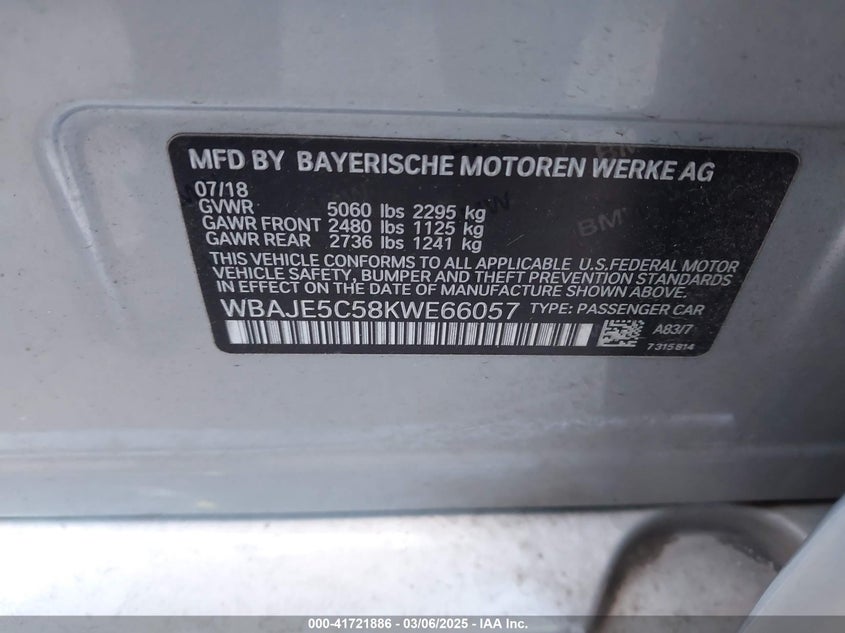 MFD BY BAYERISCHE MOTOREN WERKE AG
07/18
GVWR 5060 lbs 2295 kg
GAWR FRONT 2480 lbs 1125 kg
GAWR REAR 2736 lbs 1241 kg
THIS VEHICLE CONFORMS TO ALL APPLICABLE U.S.FEDERAL MOTOR
VEHICLE SAFETY, BUMPER AND THEFT PREVENTION STANDARDS
IN EFFECT ON THE DATE OF MANUFACTURE SHOWN ABOVE.
WBAJE5C58KWE66057 TYPE: PASSENGER CAR
A83/7
7315814
BMW
000-41721886 | 03/06/2025 - IAA Inc.